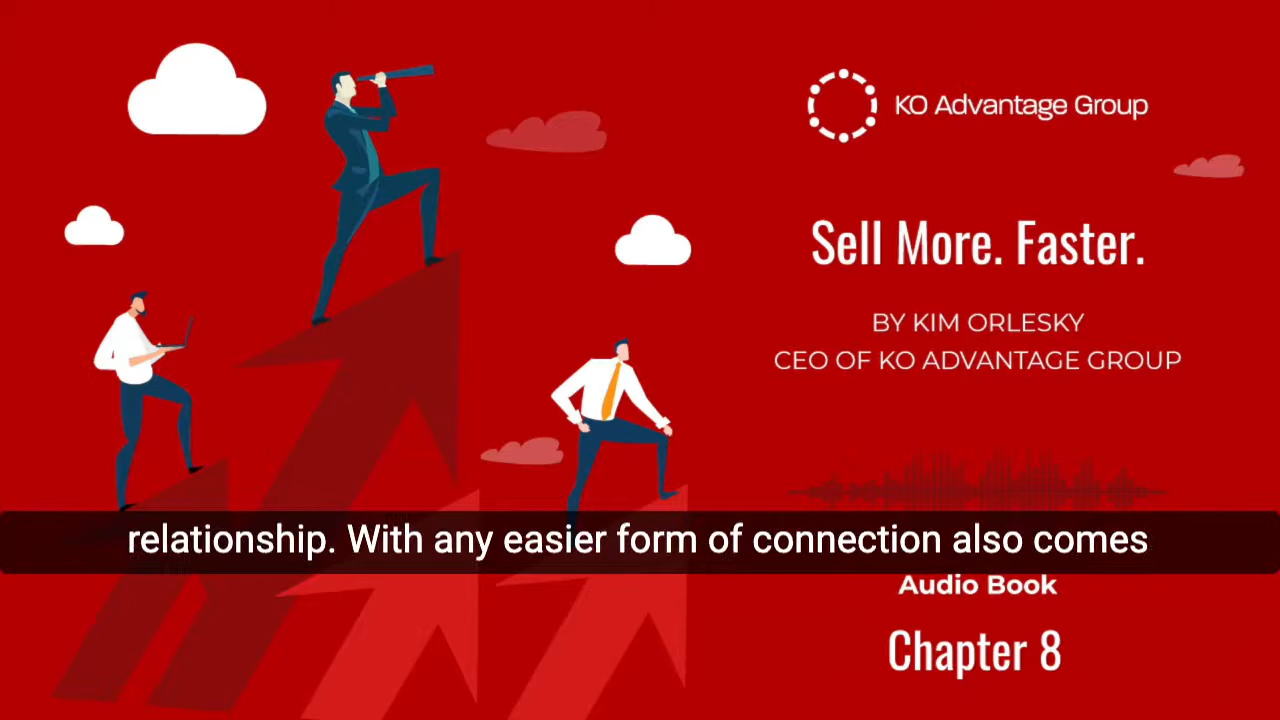 KO Advantage Group
Sell More. Faster.
BY KIM ORLESKY
CEO OF KO ADVANTAGE GROUP
relationship. With any easier form of connection also comes
Audio Book
Chapter 8